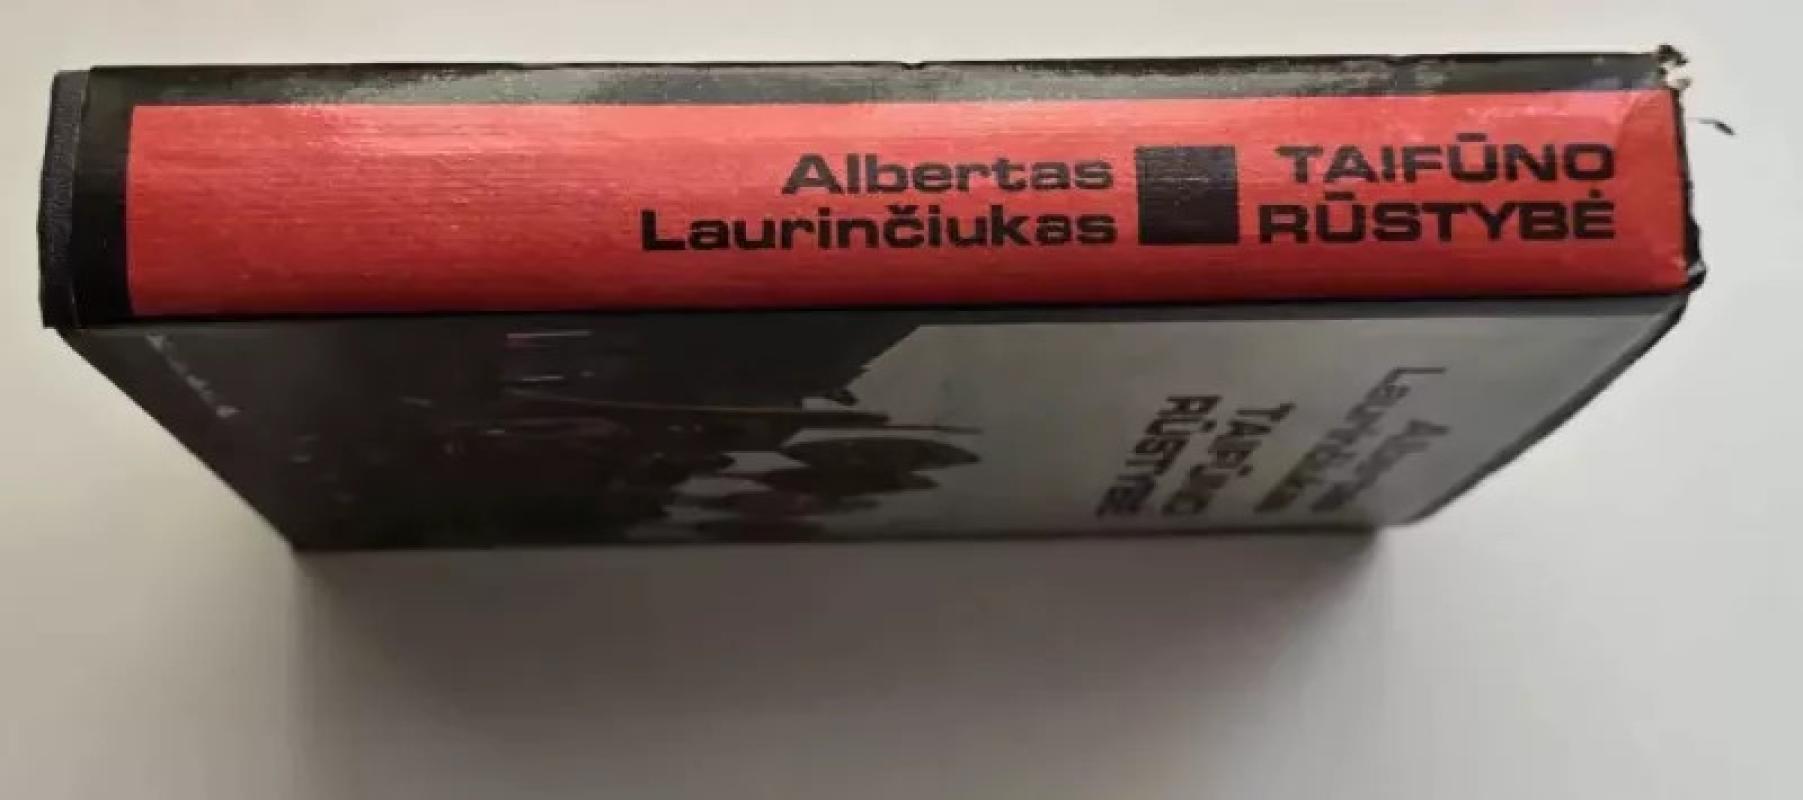 Albertas
Laurinčiukas
TAIFŪNO
RŪSTYBĖ
Albertas
Laurinčiukas
TAIFŪNO
RŪSTYBĖ